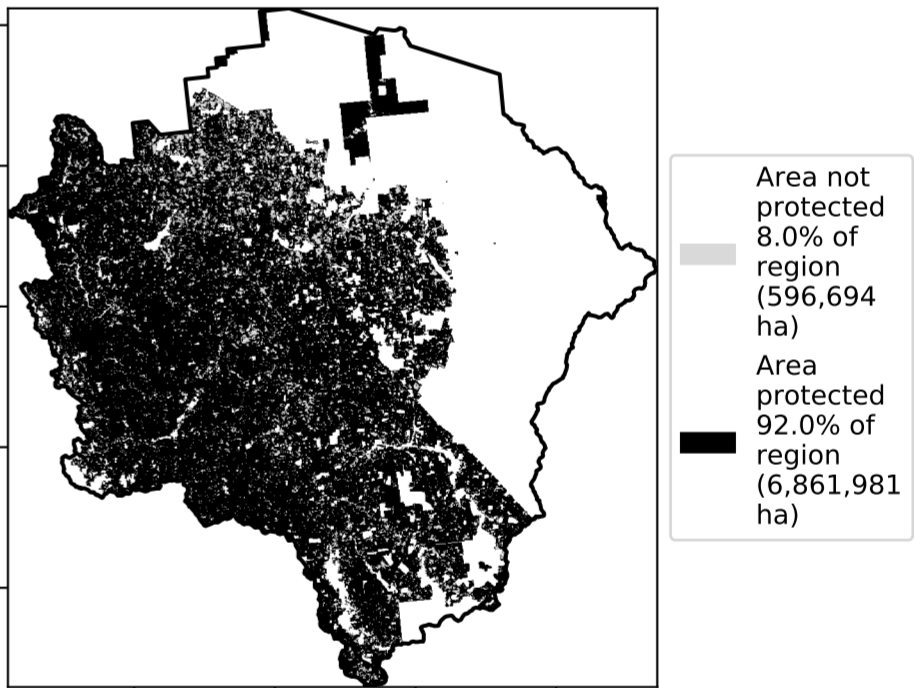 Area not
protected
8.0% of
region
(596,694
ha)
Area
protected
92.0% of
region
(6,861,981
ha)